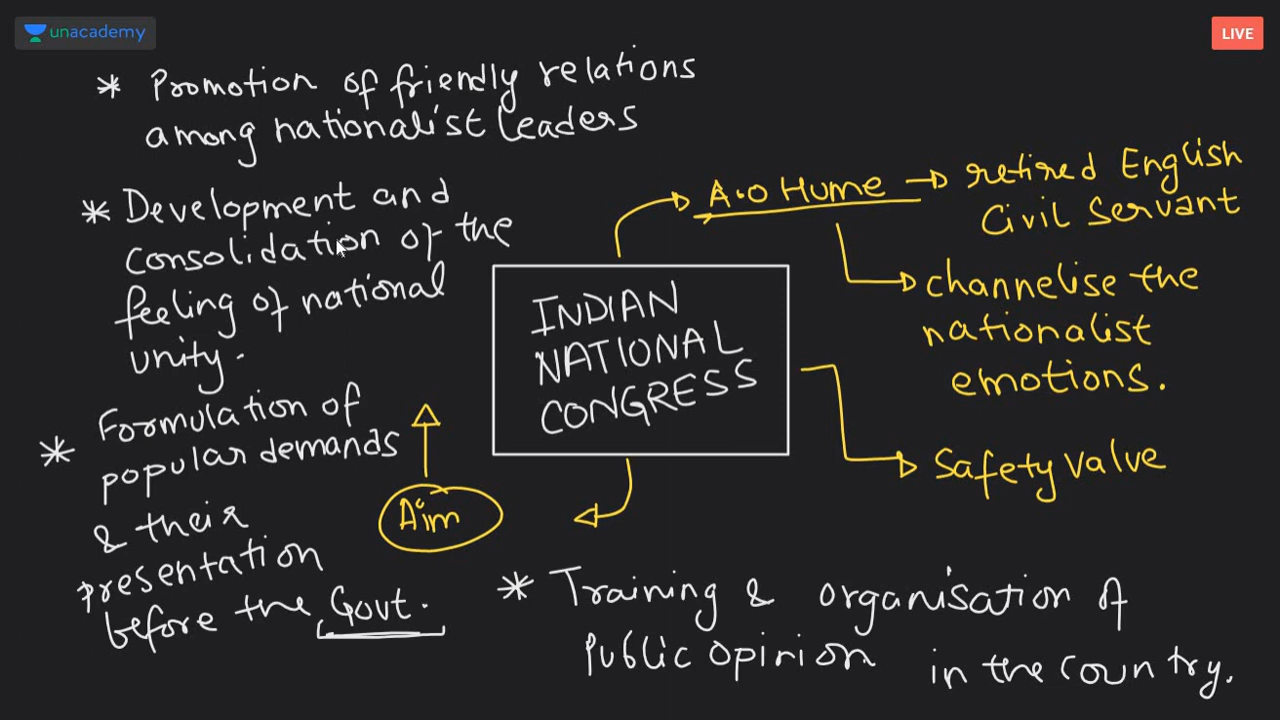 unacademy
LIVE
* Promotion of friendly relations
among nationalist leaders
* Development and
consolidation of the
feeling of national
unity.
* Formulation of
popular demands
& their
presentation
before the Govt.
Aim
INDIAN
NATIONAL
CONGRESS
A.O Hume → retired English
Civil Servant
channelise the
nationalist
emotions.
Safety valve
* Training & organisation of
Public opinion in the country.